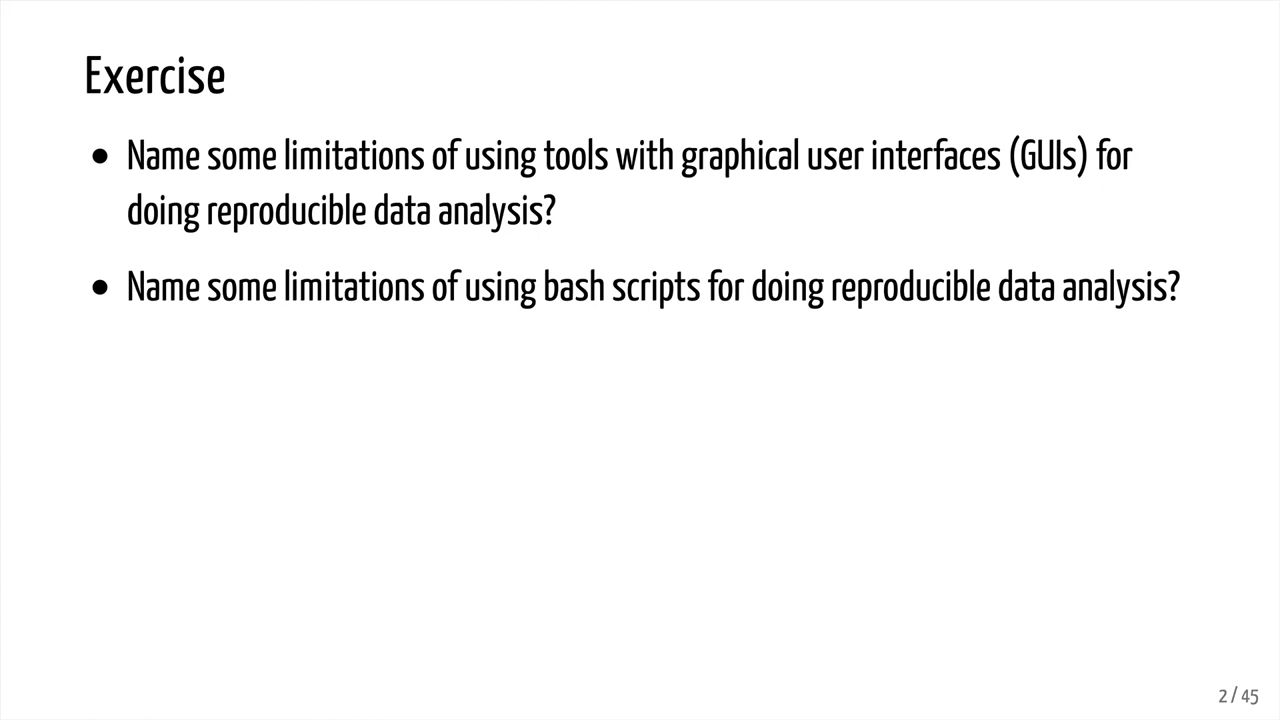 Exercise
• Name some limitations of using tools with graphical user interfaces (GUIs) for
doing reproducible data analysis?
• Name some limitations of using bash scripts for doing reproducible data analysis?
2 / 45